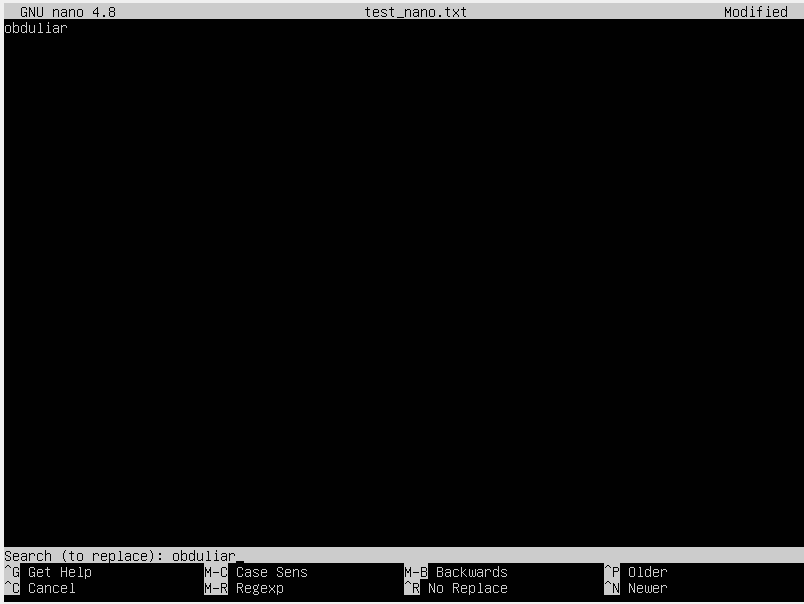 GNU nano 4.8 test_nano.txt Modified
obduliar
Search (to replace): obduliar
^G Get Help M-C Case Sens M-B Backwards ^P Older
^C Cancel M-R Regexp ^R No Replace ^N Newer